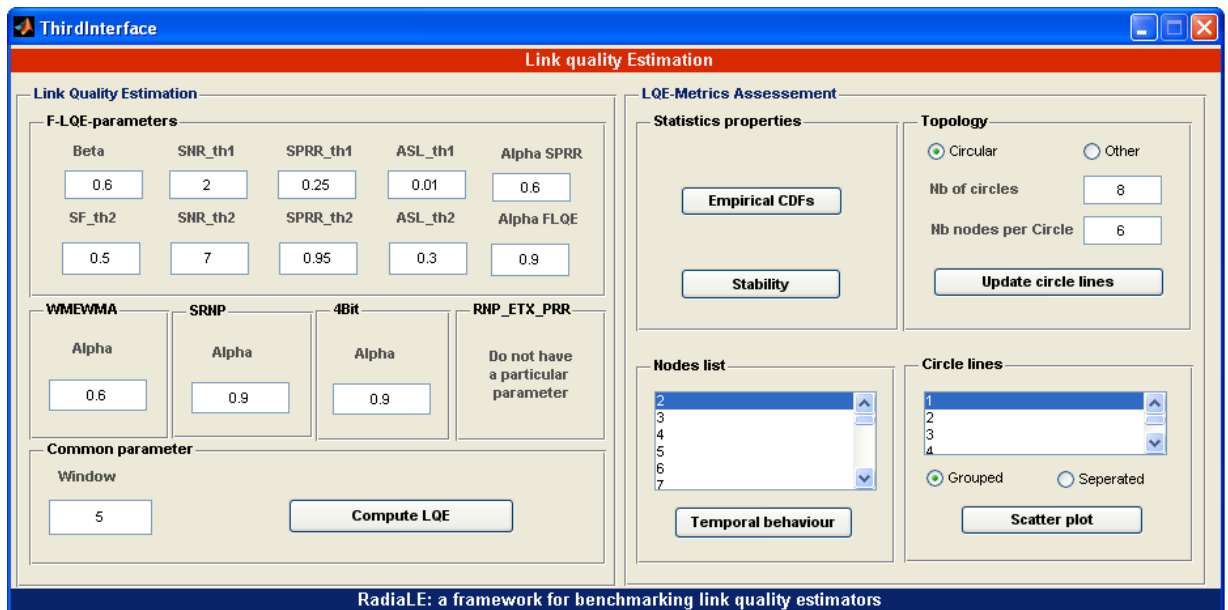 ThirdInterface
Link quality Estimation
Link Quality Estimation
F-LQE-parameters
Beta SNR_th1 SPRR_th1 ASL_th1 Alpha SPRR
0.6 2 0.25 0.01 0.6
SF_th2 SNR_th2 SPRR_th2 ASL_th2 Alpha FLQE
0.5 7 0.95 0.3 0.9
WMEWMA
Alpha
0.6
SRNP
Alpha
0.9
4Bit
Alpha
0.9
RNP_ETX_PRR
Do not have
a particular
parameter
Common parameter
Window
5
Compute LQE
LQE-Metrics Assessement
Statistics properties
Empirical CDFs
Stability
Topology
Circular Other
Nb of circles 8
Nb nodes per Circle 6
Update circle lines
Nodes list
2
3
4
5
6
7
Temporal behaviour
Circle lines
1
2
3
4
Grouped Seperated
Scatter plot
RadiaLE: a framework for benchmarking link quality estimators